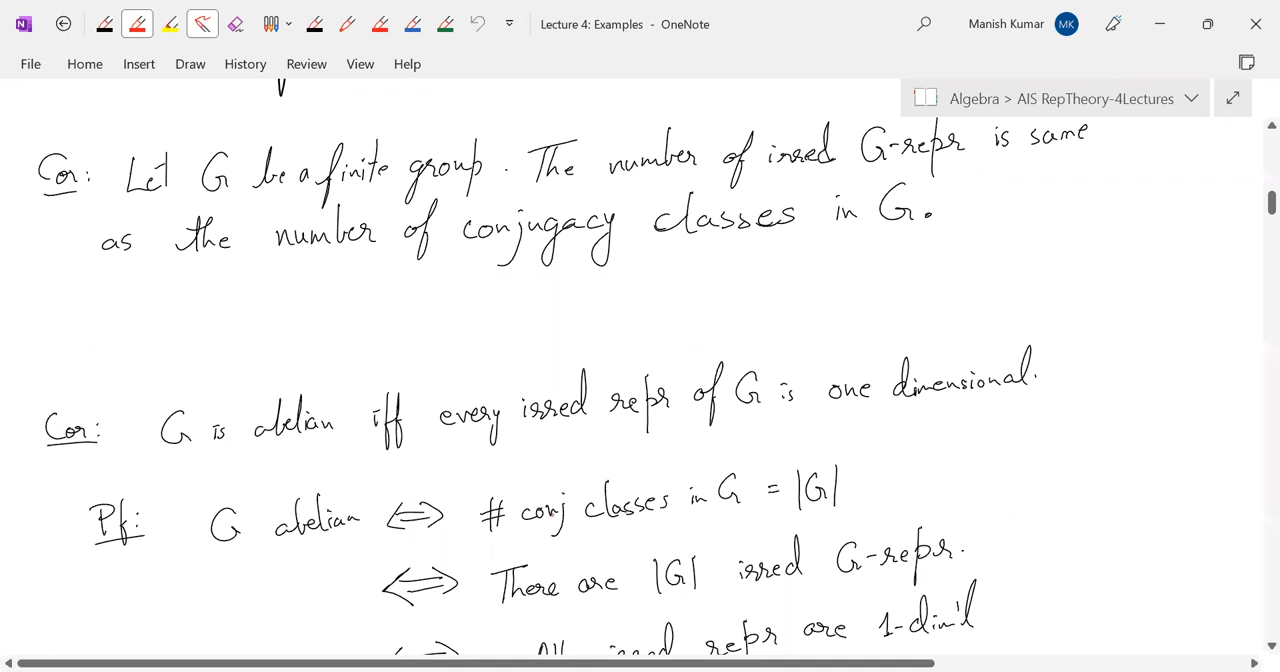 Lecture 4: Examples - OneNote
Manish Kumar MK
File Home Insert Draw History Review View Help
Algebra > AIS RepTheory-4Lectures
Cor: Let G be a finite group. The number of irred G-repr is same
as the number of conjugacy classes in G.
Cor: G is abelian iff every irred repr of G is one dimensional.
Pf: G abelian ⟺ # conj classes in G = |G|
⟺ There are |G| irred G-repr.
⟺ All irred repr are 1-dim'l